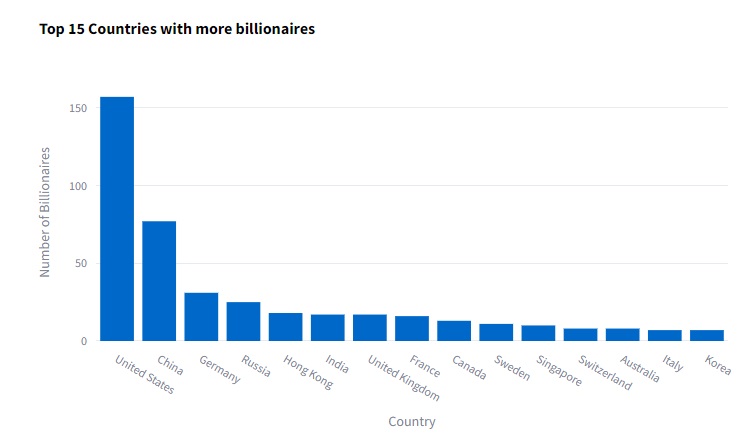 Top 15 Countries with more billionaires
Number of Billionaires
150
100
50
0
United States
China
Germany
Russia
Hong Kong
India
United Kingdom
France
Canada
Sweden
Singapore
Switzerland
Australia
Italy
Korea
Country